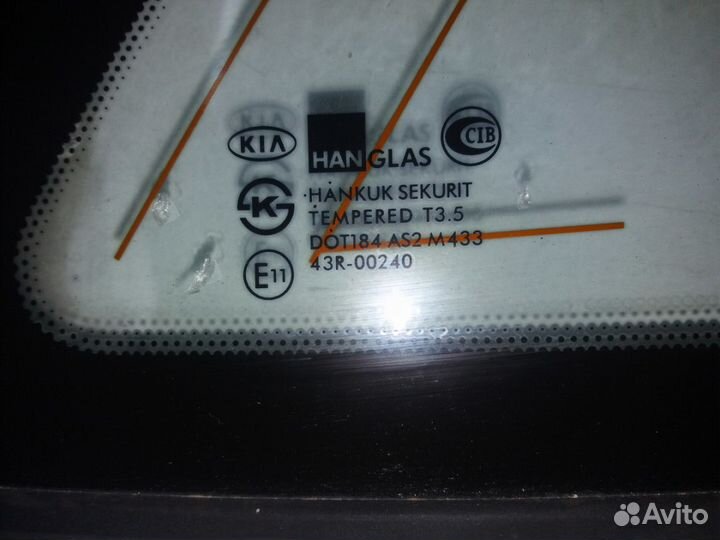 KIA
HANGLAS
CIB
K
·HANKUK SEKURIT
TEMPERED T3.5
DOT184 AS2 M433
E11
43R-00240
Avito